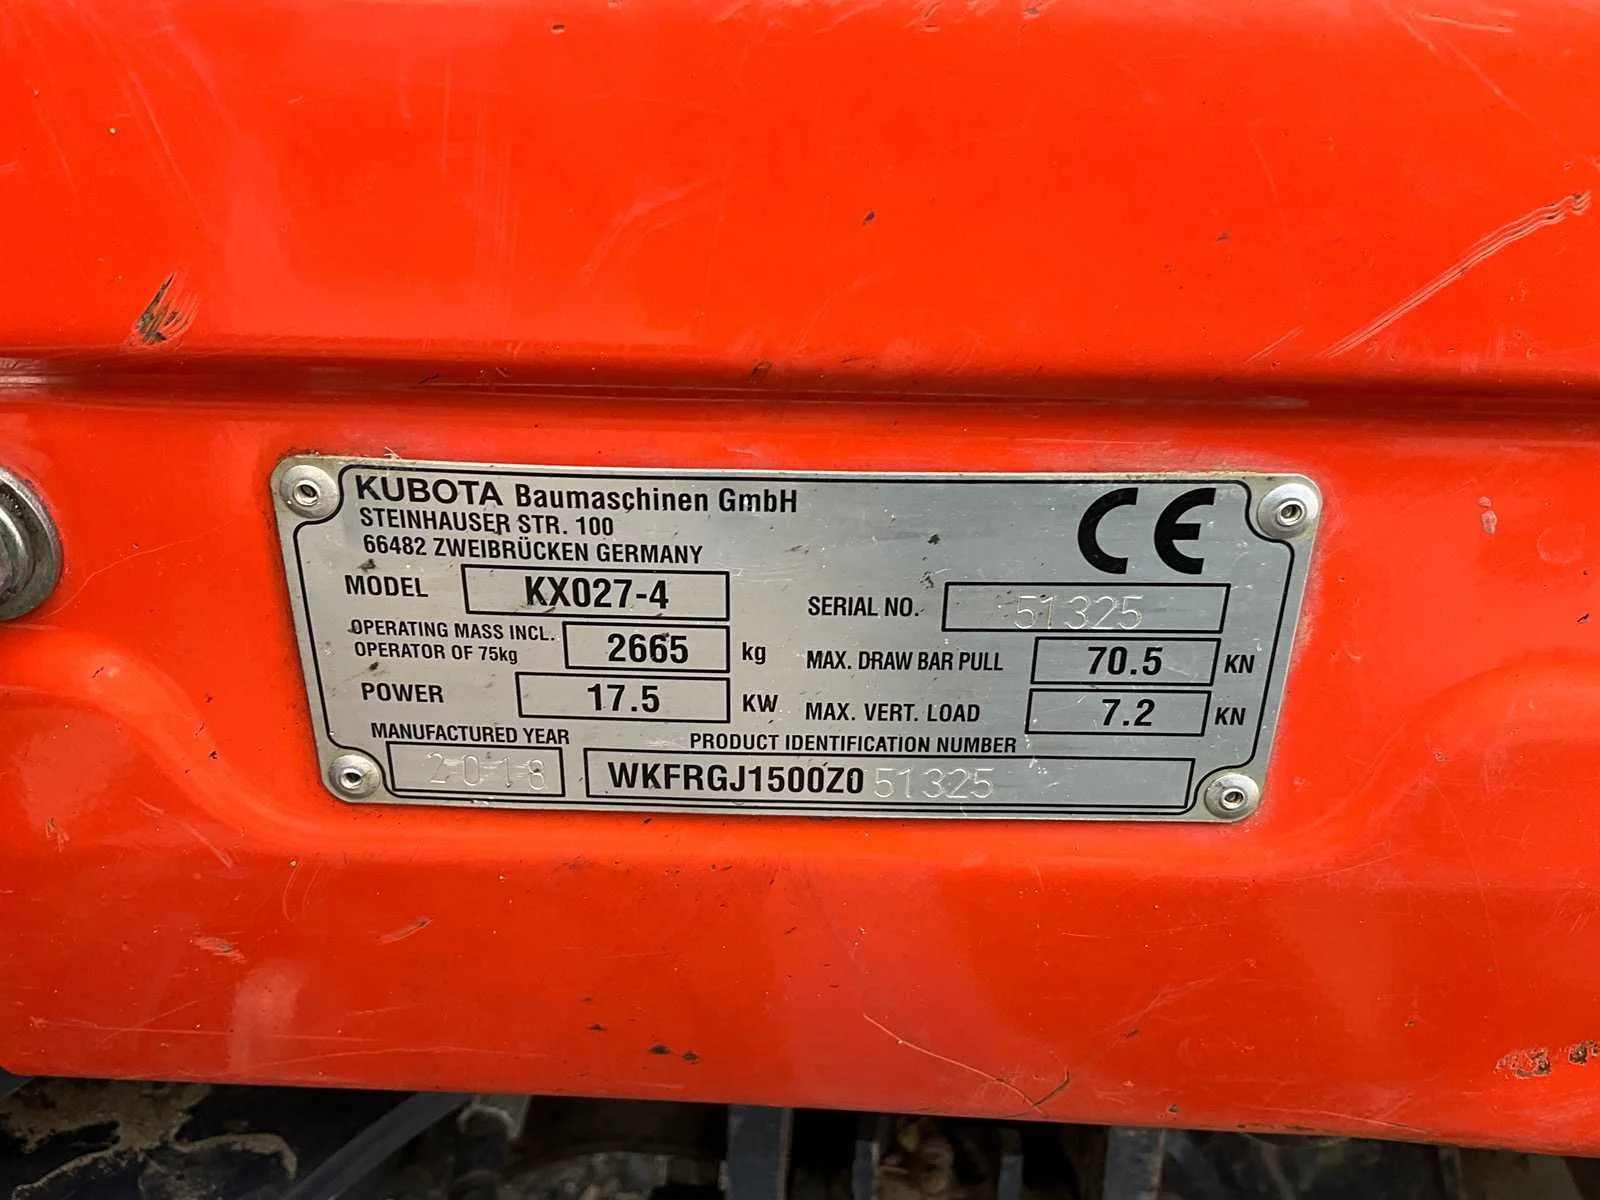 KUBOTA Baumaschinen GmbH
STEINHAUSER STR. 100
66482 ZWEIBRÜCKEN GERMANY
CE
MODEL KX027-4
SERIAL NO. 51325
OPERATING MASS INCL.
OPERATOR OF 75kg 2665 kg
MAX. DRAW BAR PULL 70.5 KN
POWER 17.5 KW
MAX. VERT. LOAD 7.2 KN
MANUFACTURED YEAR
2018
PRODUCT IDENTIFICATION NUMBER
WKFRGJ1500Z051325